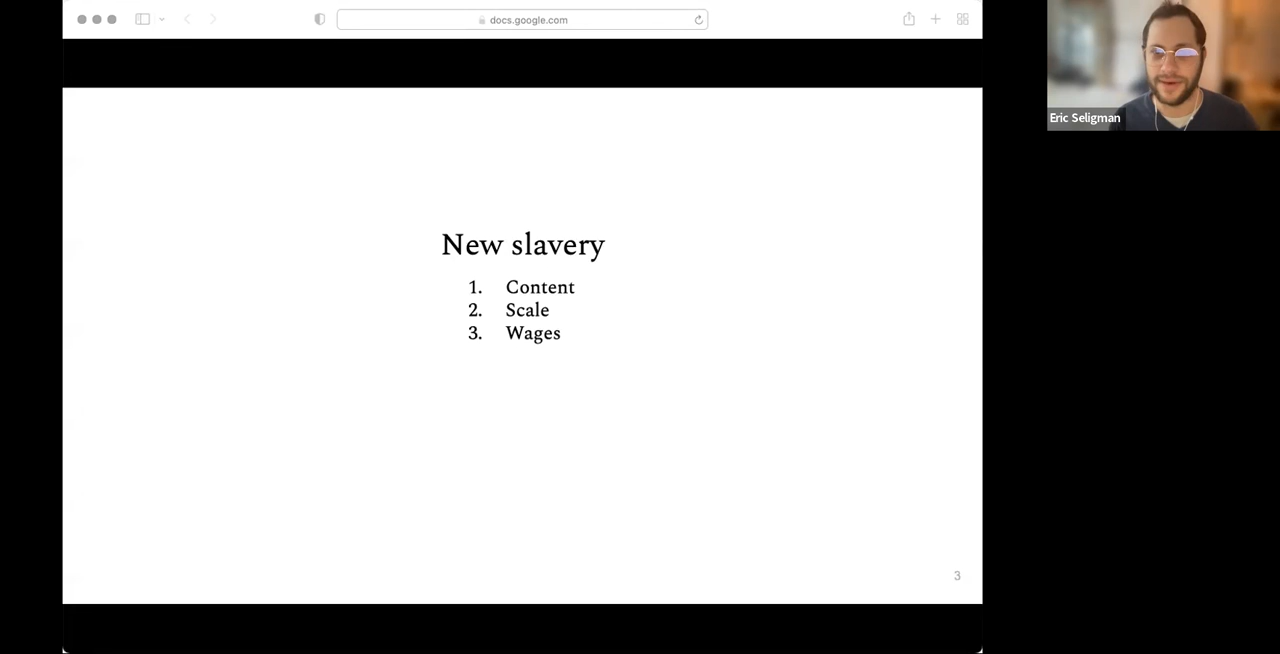 docs.google.com
Eric Seligman
New slavery
1. Content
2. Scale
3. Wages
3